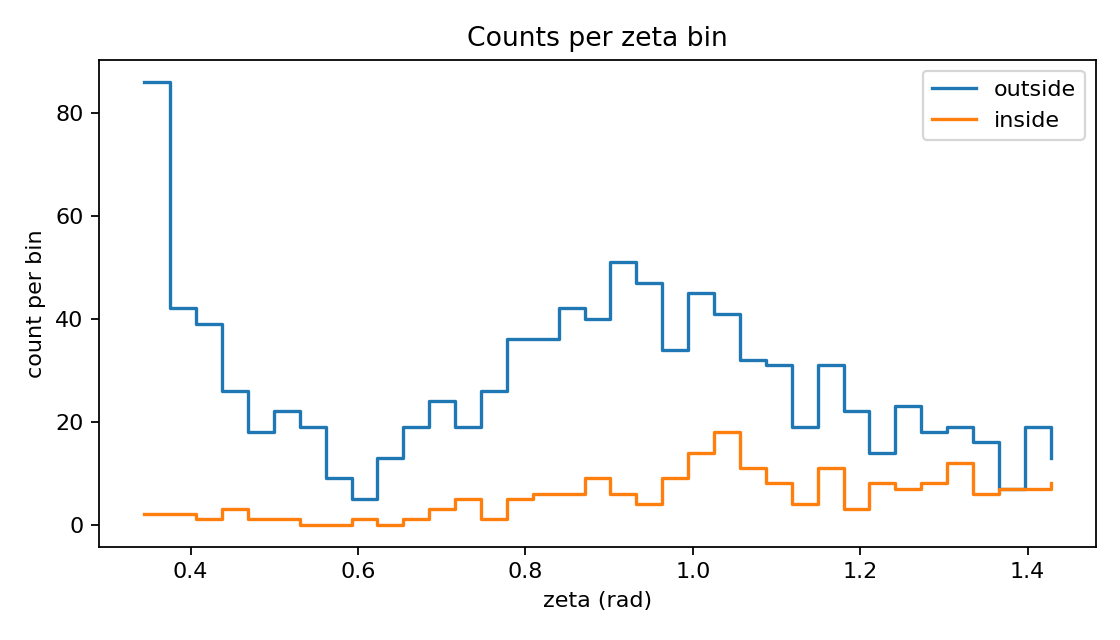 Counts per zeta bin
outside
inside
count per bin
80
60
40
20
0
0.4 0.6 0.8 1.0 1.2 1.4
zeta (rad)